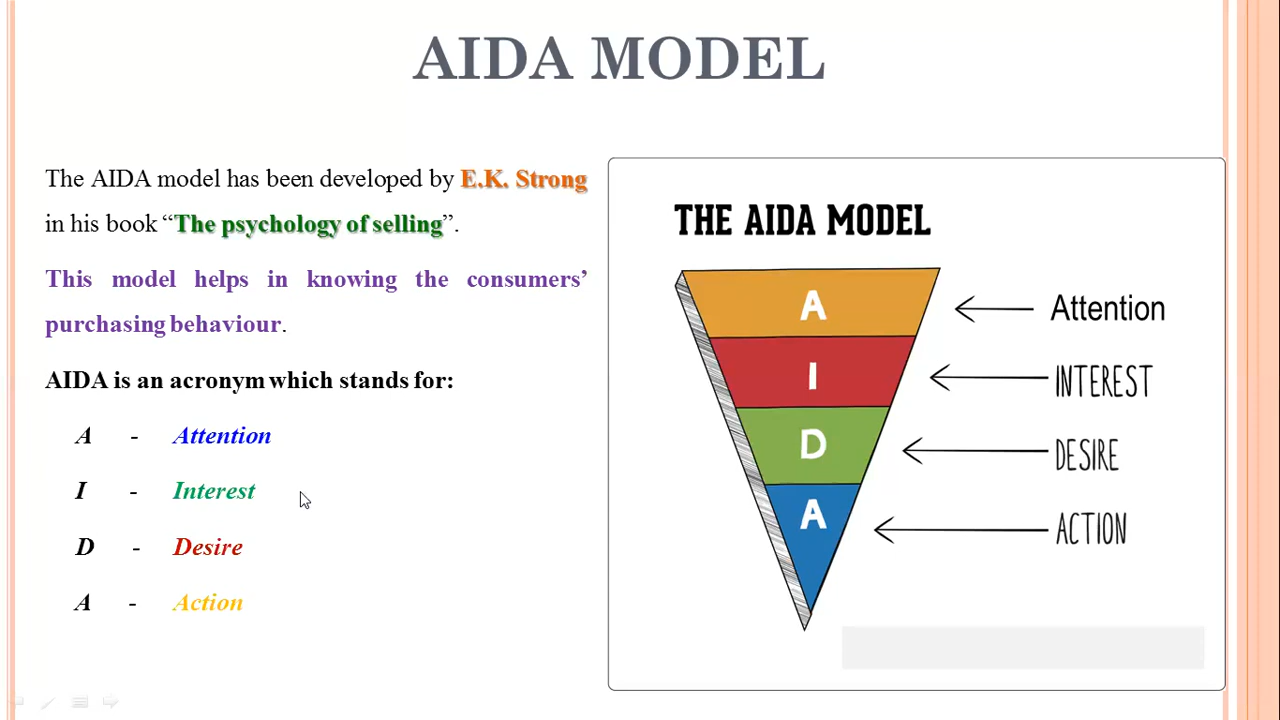 AIDA MODEL
The AIDA model has been developed by E.K. Strong
in his book “The psychology of selling”.
This model helps in knowing the consumers’
purchasing behaviour.
AIDA is an acronym which stands for:
A - Attention
I - Interest
D - Desire
A - Action
THE AIDA MODEL
A Attention
I INTEREST
D DESIRE
A ACTION